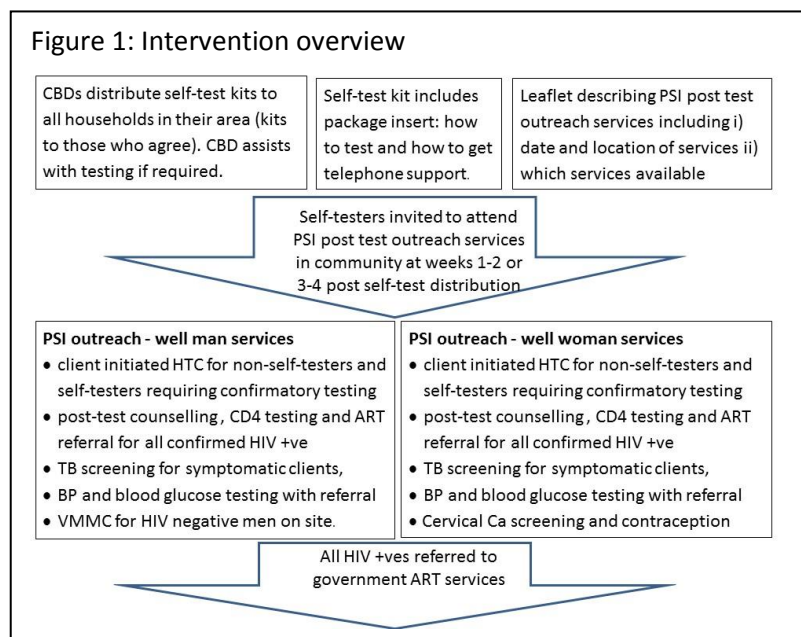 Figure 1: Intervention overview
CBDs distribute self-test kits to
all households in their area (kits
to those who agree). CBD assists
with testing if required.
Self-test kit includes
package insert: how
to test and how to get
telephone support.
Leaflet describing PSI post test
outreach services including i)
date and location of services ii)
which services available
Self-testers invited to attend
PSI post test outreach services
in community at weeks 1-2 or
3-4 post self-test distribution
PSI outreach - well man services
• client initiated HTC for non-self-testers and
self-testers requiring confirmatory testing
• post-test counselling , CD4 testing and ART
referral for all confirmed HIV +ve
• TB screening for symptomatic clients,
• BP and blood glucose testing with referral
• VMMC for HIV negative men on site.
PSI outreach - well woman services
• client initiated HTC for non-self-testers and
self-testers requiring confirmatory testing
• post-test counselling , CD4 testing and ART
referral for all confirmed HIV +ve
• TB screening for symptomatic clients,
• BP and blood glucose testing with referral
• Cervical Ca screening and contraception
All HIV +ves referred to
government ART services